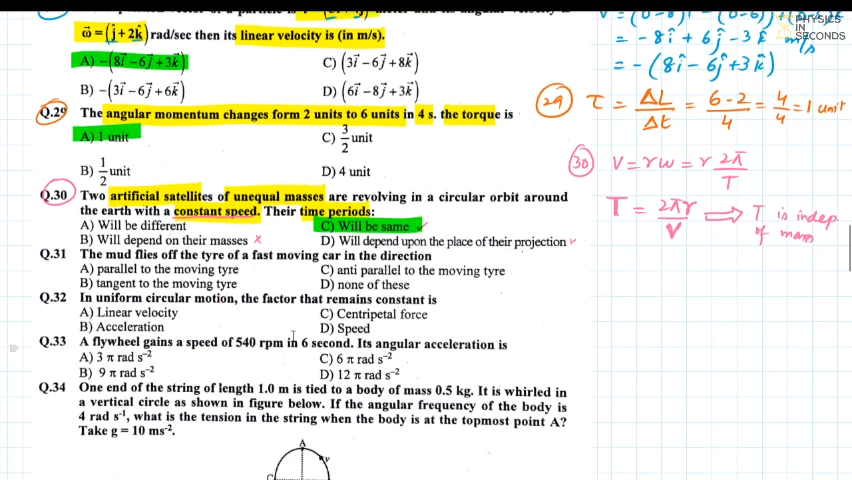 ω⃗ = (ĵ + 2k̂) rad/sec then its linear velocity is (in m/s).
A) −(8i⃗ −6j⃗ +3k⃗)
C) (3i⃗ −6j⃗ +8k⃗)
B) −(3i⃗ −6j⃗ +6k⃗)
D) (6i⃗ −8j⃗ +3k⃗)
Q.29 The angular momentum changes form 2 units to 6 units in 4 s. the torque is
A) 1 unit
C) 3/2 unit
B) 1/2 unit
D) 4 unit
Q.30 Two artificial satellites of unequal masses are revolving in a circular orbit around
the earth with a constant speed. Their time periods:
A) Will be different
C) Will be same ✓
B) Will depend on their masses ×
D) Will depend upon the place of their projection ✓
Q.31 The mud flies off the tyre of a fast moving car in the direction
A) parallel to the moving tyre
C) anti parallel to the moving tyre
B) tangent to the moving tyre
D) none of these
Q.32 In uniform circular motion, the factor that remains constant is
A) Linear velocity
C) Centripetal force
B) Acceleration
D) Speed
Q.33 A flywheel gains a speed of 540 rpm in 6 second. Its angular acceleration is
A) 3 π rad s⁻²
C) 6 π rad s⁻²
B) 9 π rad s⁻²
D) 12 π rad s⁻²
Q.34 One end of the string of length 1.0 m is tied to a body of mass 0.5 kg. It is whirled in
a vertical circle as shown in figure below. If the angular frequency of the body is
4 rad s⁻¹, what is the tension in the string when the body is at the topmost point A?
Take g = 10 ms⁻².
A
v
PHYSICS
IN
SECONDS
= −8î + 6ĵ − 3k̂ m/s
= −(8î − 6ĵ + 3k̂)
29 τ = ΔL/Δt = 6−2/4 = 4/4 = 1 unit
30 V = rω = r 2π/T
T = 2πr/V ⇒ T is indep.
of mass